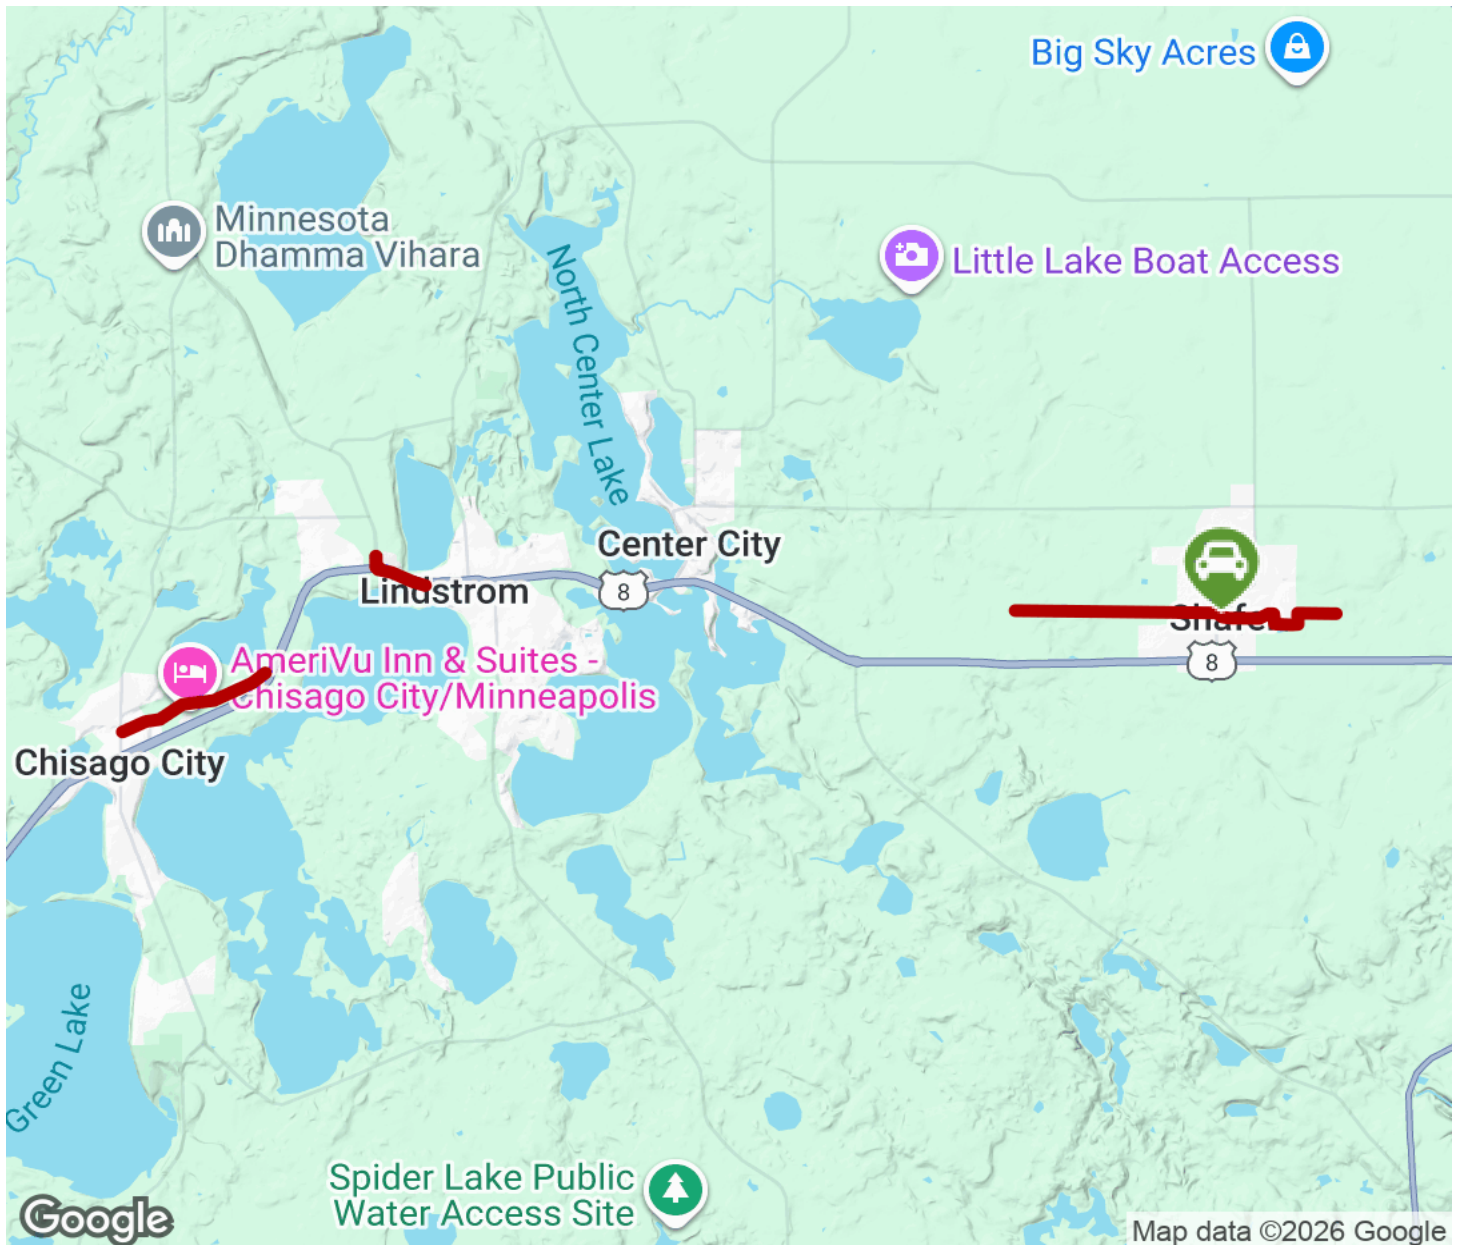 Big Sky Acres
Minnesota
Dhamma Vihara
Little Lake Boat Access
North Center Lake
Center City
Lindstrom
8
Shafer
8
AmeriVu Inn & Suites -
Chisago City/Minneapolis
Chisago City
Green Lake
Spider Lake Public
Water Access Site
Google
Map data ©2026 Google